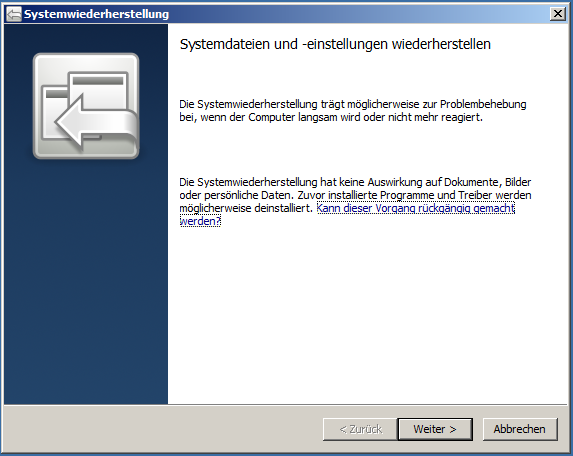 Systemwiederherstellung
Systemdateien und -einstellungen wiederherstellen
Die Systemwiederherstellung trägt möglicherweise zur Problembehebung
bei, wenn der Computer langsam wird oder nicht mehr reagiert.
Die Systemwiederherstellung hat keine Auswirkung auf Dokumente, Bilder
oder persönliche Daten. Zuvor installierte Programme und Treiber werden
möglicherweise deinstalliert. Kann dieser Vorgang rückgängig gemacht
werden?
< Zurück
Weiter >
Abbrechen